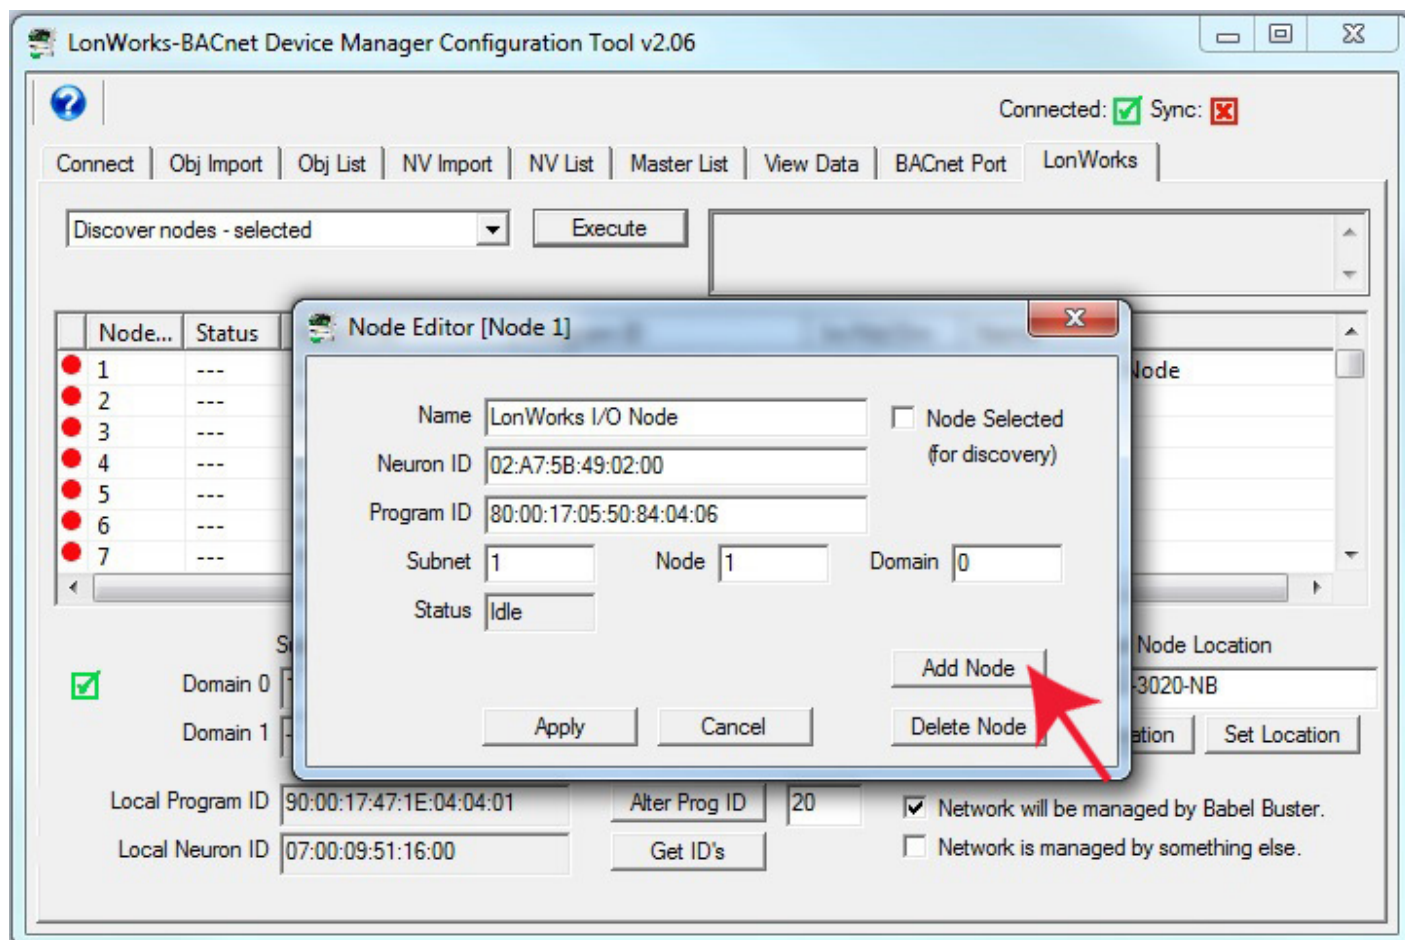 LonWorks-BACnet Device Manager Configuration Tool v2.06
Connected: Sync:
Connect Obj Import Obj List NV Import NV List Master List View Data BACnet Port LonWorks
Discover nodes - selected Execute
Node... Status
Node Editor [Node 1]
1 --- Node
2 ---
3 ---
4 ---
5 ---
6 ---
7 ---
Name LonWorks I/O Node Node Selected
(for discovery)
Neuron ID 02:A7:5B:49:02:00
Program ID 80:00:17:05:50:84:04:06
Subnet 1 Node 1 Domain 0
Status Idle
Add Node
Apply Cancel Delete Node
Node Location
Domain 0 -3020-NB
Domain 1 Set Location
Local Program ID 90:00:17:47:1E:04:04:01 Alter Prog ID 20 Network will be managed by Babel Buster.
Local Neuron ID 07:00:09:51:16:00 Get ID's Network is managed by something else.